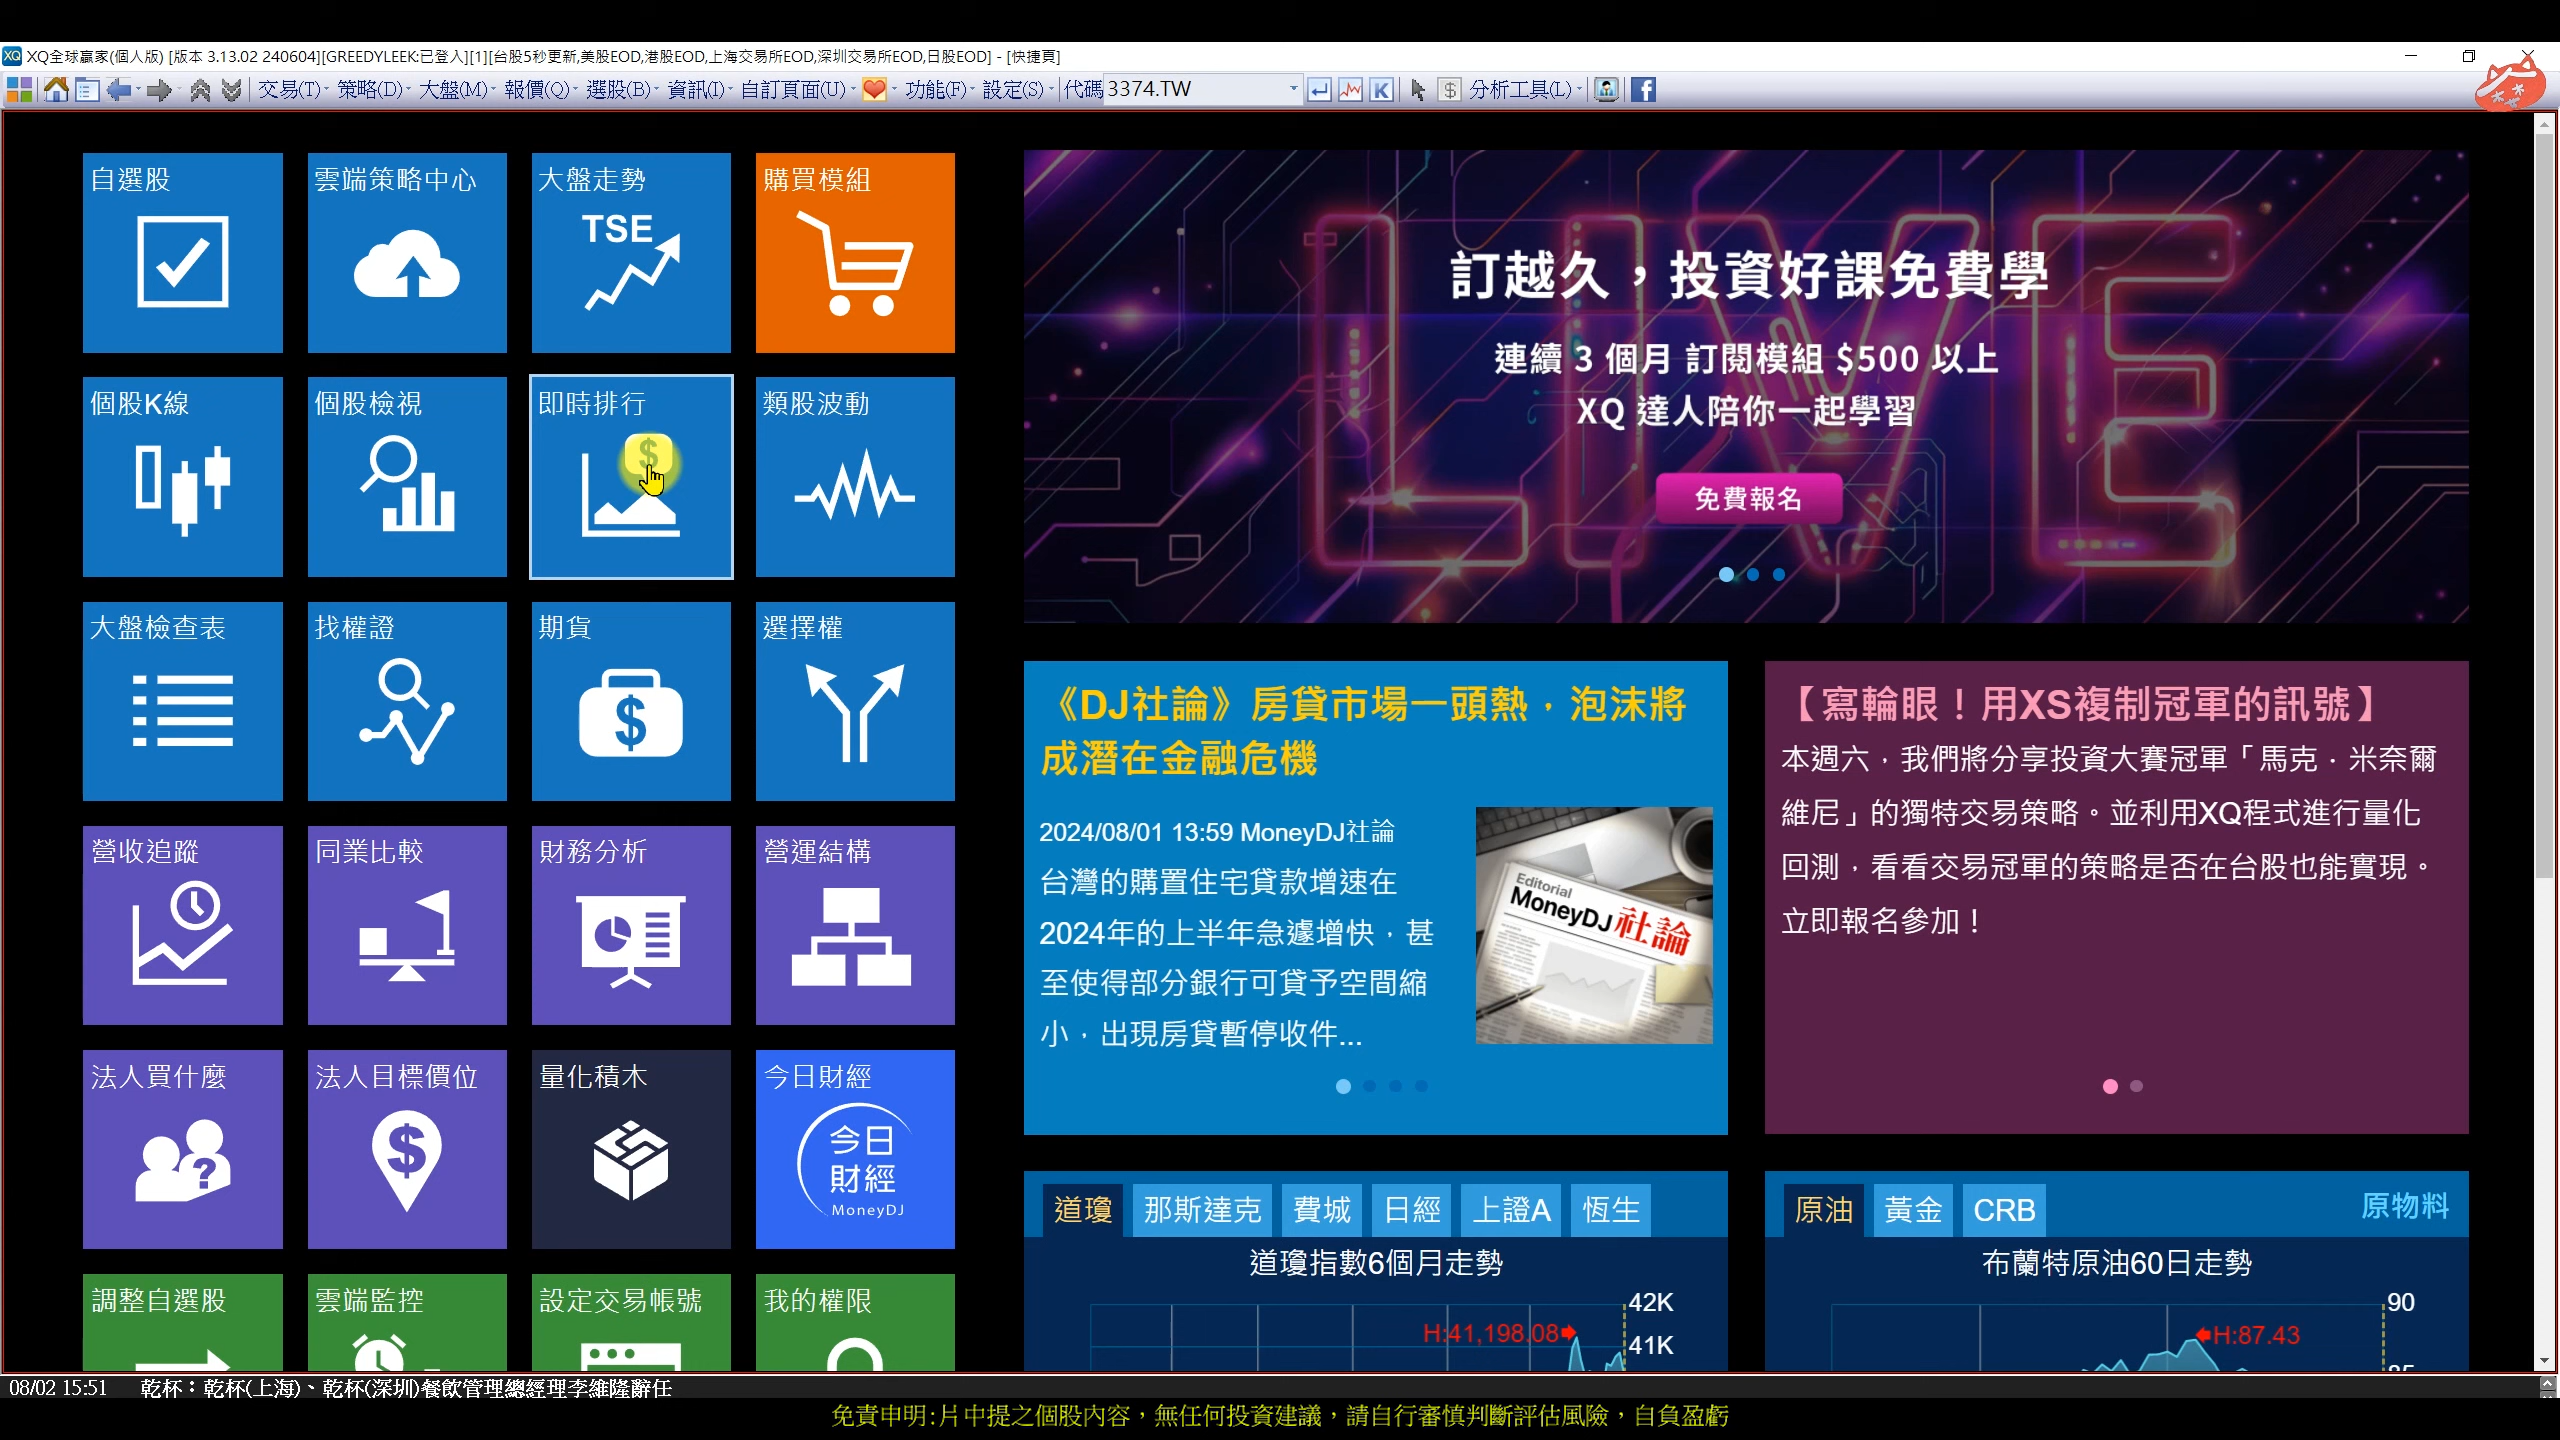 XQ全球贏家(個人版) [版本 3.13.02 240604][GREEDYLEEK:已登入][1][台股5秒更新,美股EOD,港股EOD,上海交易所EOD,深圳交易所EOD,日股EOD] - [快捷頁]
交易(T) 策略(D) 大盤(M) 報價(Q) 選股(B) 資訊(I) 自訂頁面(U) 功能(F) 設定(S) 代碼 3374.TW K $ 分析工具(L) f
自選股 雲端策略中心 大盤走勢 購買模組
TSE
個股K線 個股檢視 即時排行 類股波動
$
大盤檢查表 找權證 期貨 選擇權
$
營收追蹤 同業比較 財務分析 營運結構
法人買什麼 法人目標價位 量化積木 今日財經
? $ 今日
財經
MoneyDJ
調整自選股 雲端監控 設定交易帳號 我的權限
LIVE
訂越久，投資好課免費學
連續 3 個月 訂閱模組 $500 以上
XQ 達人陪你一起學習
免費報名
《DJ社論》房貸市場一頭熱，泡沫將
成潛在金融危機
2024/08/01 13:59 MoneyDJ社論
台灣的購置住宅貸款增速在
2024年的上半年急遽增快，甚
至使得部分銀行可貸予空間縮
小，出現房貸暫停收件...
Editorial
MoneyDJ社論
【寫輪眼！用XS複制冠軍的訊號】
本週六，我們將分享投資大賽冠軍「馬克．米奈爾
維尼」的獨特交易策略。並利用XQ程式進行量化
回測，看看交易冠軍的策略是否在台股也能實現。
立即報名參加！
道瓊 那斯達克 費城 日經 上證A 恆生
道瓊指數6個月走勢
42K
H:41,198.08
41K
原油 黃金 CRB 原物料
布蘭特原油60日走勢
90
H:87.43
85
08/02 15:51 乾杯：乾杯(上海)、乾杯(深圳)餐飲管理總經理李維隆辭任
免責申明:片中提之個股內容，無任何投資建議，請自行審慎判斷評估風險，自負盈虧